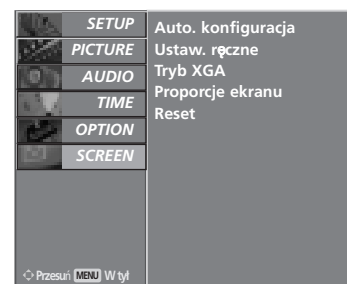 SETUP
PICTURE
AUDIO
TIME
OPTION
SCREEN
Auto. konfiguracja
Ustaw. ręczne
Tryb XGA
Proporcje ekranu
Reset
Przesuń MENU W tył